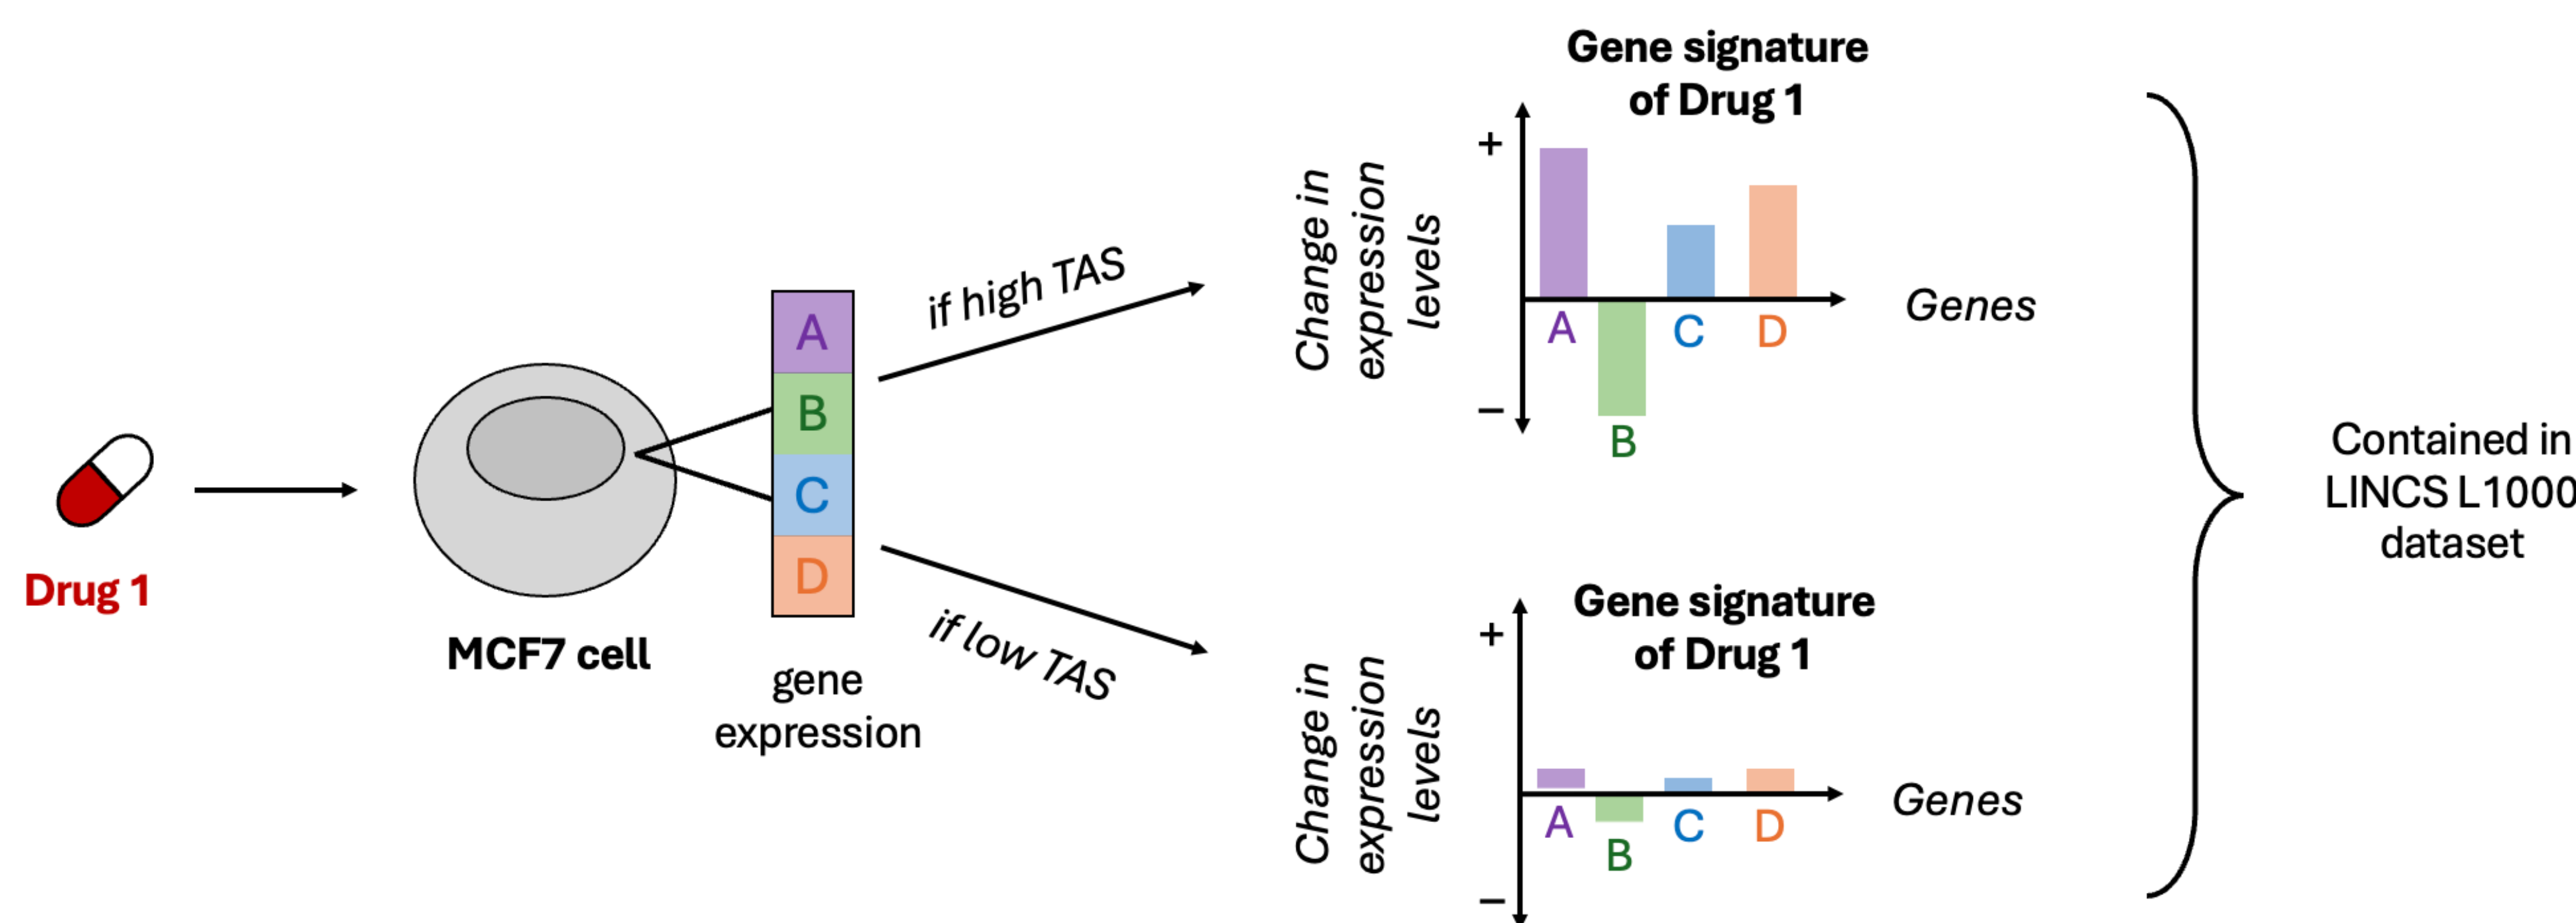 Drug 1
MCF7 cell
A
B
C
D
gene
expression
if high TAS
if low TAS
Gene signature
of Drug 1
Change in
expression
levels
+
−
A
B
C
D
Genes
Gene signature
of Drug 1
Change in
expression
levels
+
−
A
B
C
D
Genes
Contained in
LINCS L1000
dataset